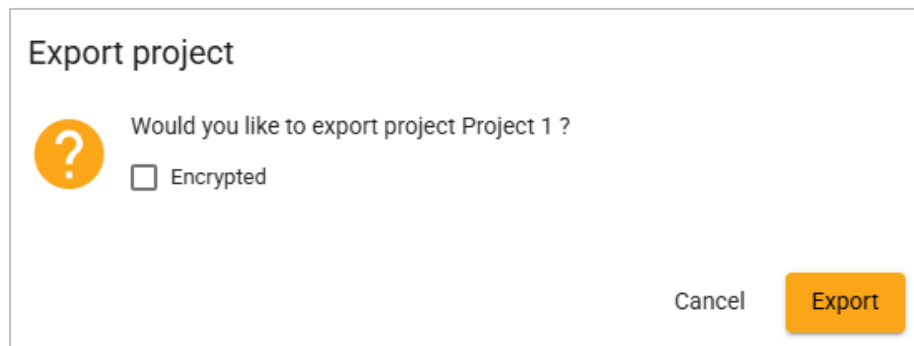 Export project
Would you like to export project Project 1 ?
Encrypted
Cancel
Export